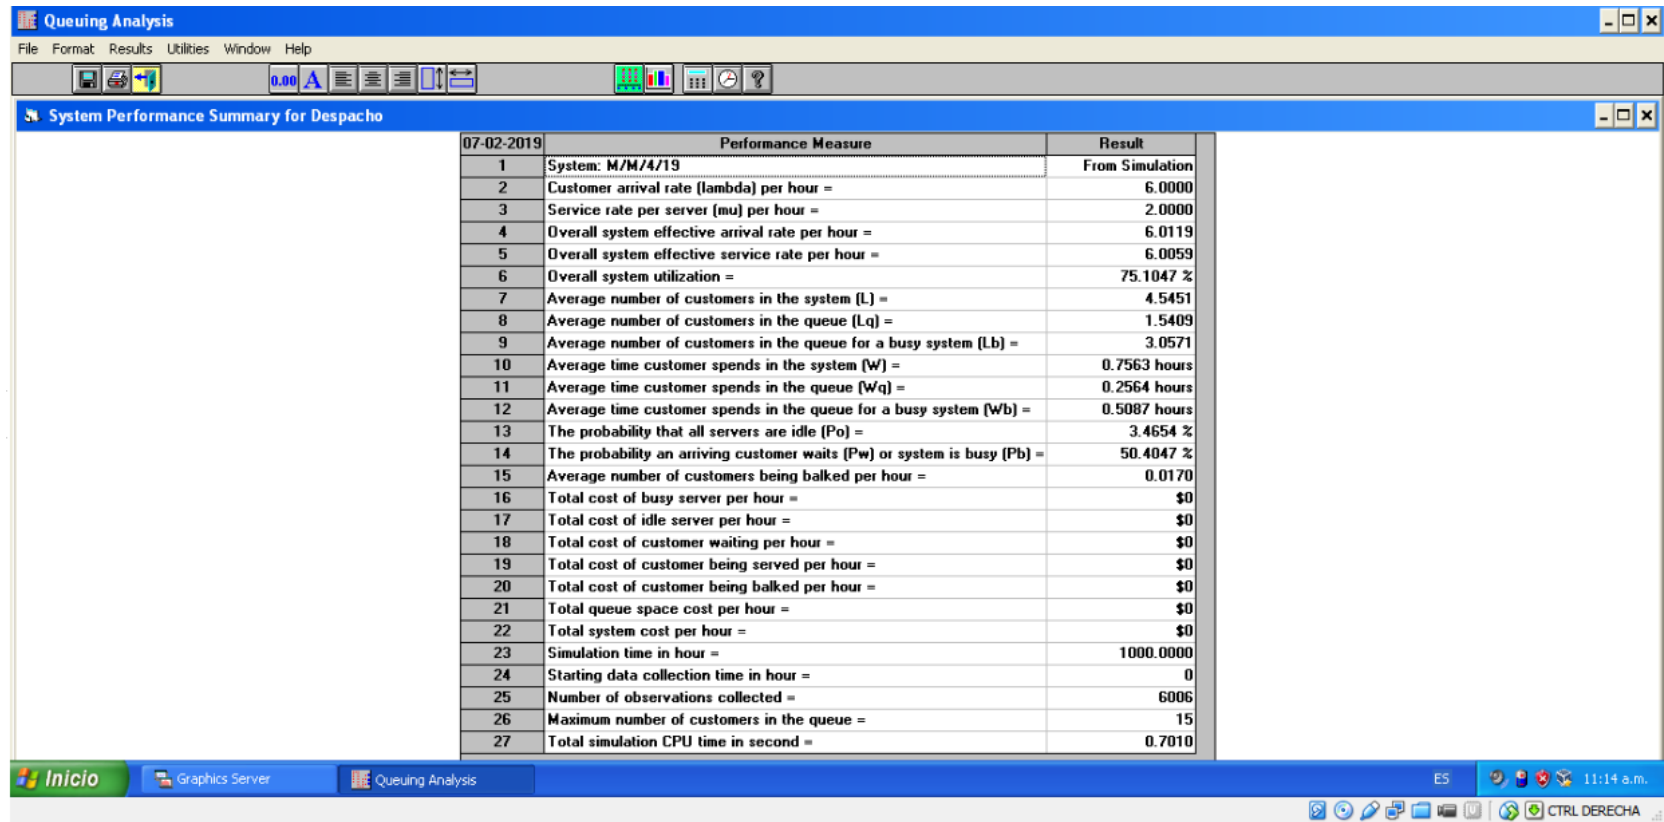 Queuing Analysis
File Format Results Utilities Window Help
0.00 A
System Performance Summary for Despacho
07-02-2019 Performance Measure Result
1 System: M/M/4/19 From Simulation
2 Customer arrival rate (lambda) per hour = 6.0000
3 Service rate per server (mu) per hour = 2.0000
4 Overall system effective arrival rate per hour = 6.0119
5 Overall system effective service rate per hour = 6.0059
6 Overall system utilization = 75.1047 %
7 Average number of customers in the system (L) = 4.5451
8 Average number of customers in the queue (Lq) = 1.5409
9 Average number of customers in the queue for a busy system (Lb) = 3.0571
10 Average time customer spends in the system (W) = 0.7563 hours
11 Average time customer spends in the queue (Wq) = 0.2564 hours
12 Average time customer spends in the queue for a busy system (Wb) = 0.5087 hours
13 The probability that all servers are idle (Po) = 3.4654 %
14 The probability an arriving customer waits (Pw) or system is busy (Pb) = 50.4047 %
15 Average number of customers being balked per hour = 0.0170
16 Total cost of busy server per hour = $0
17 Total cost of idle server per hour = $0
18 Total cost of customer waiting per hour = $0
19 Total cost of customer being served per hour = $0
20 Total cost of customer being balked per hour = $0
21 Total queue space cost per hour = $0
22 Total system cost per hour = $0
23 Simulation time in hour = 1000.0000
24 Starting data collection time in hour = 0
25 Number of observations collected = 6006
26 Maximum number of customers in the queue = 15
27 Total simulation CPU time in second = 0.7010
Inicio Graphics Server Queuing Analysis ES 11:14 a.m.
CTRL DERECHA